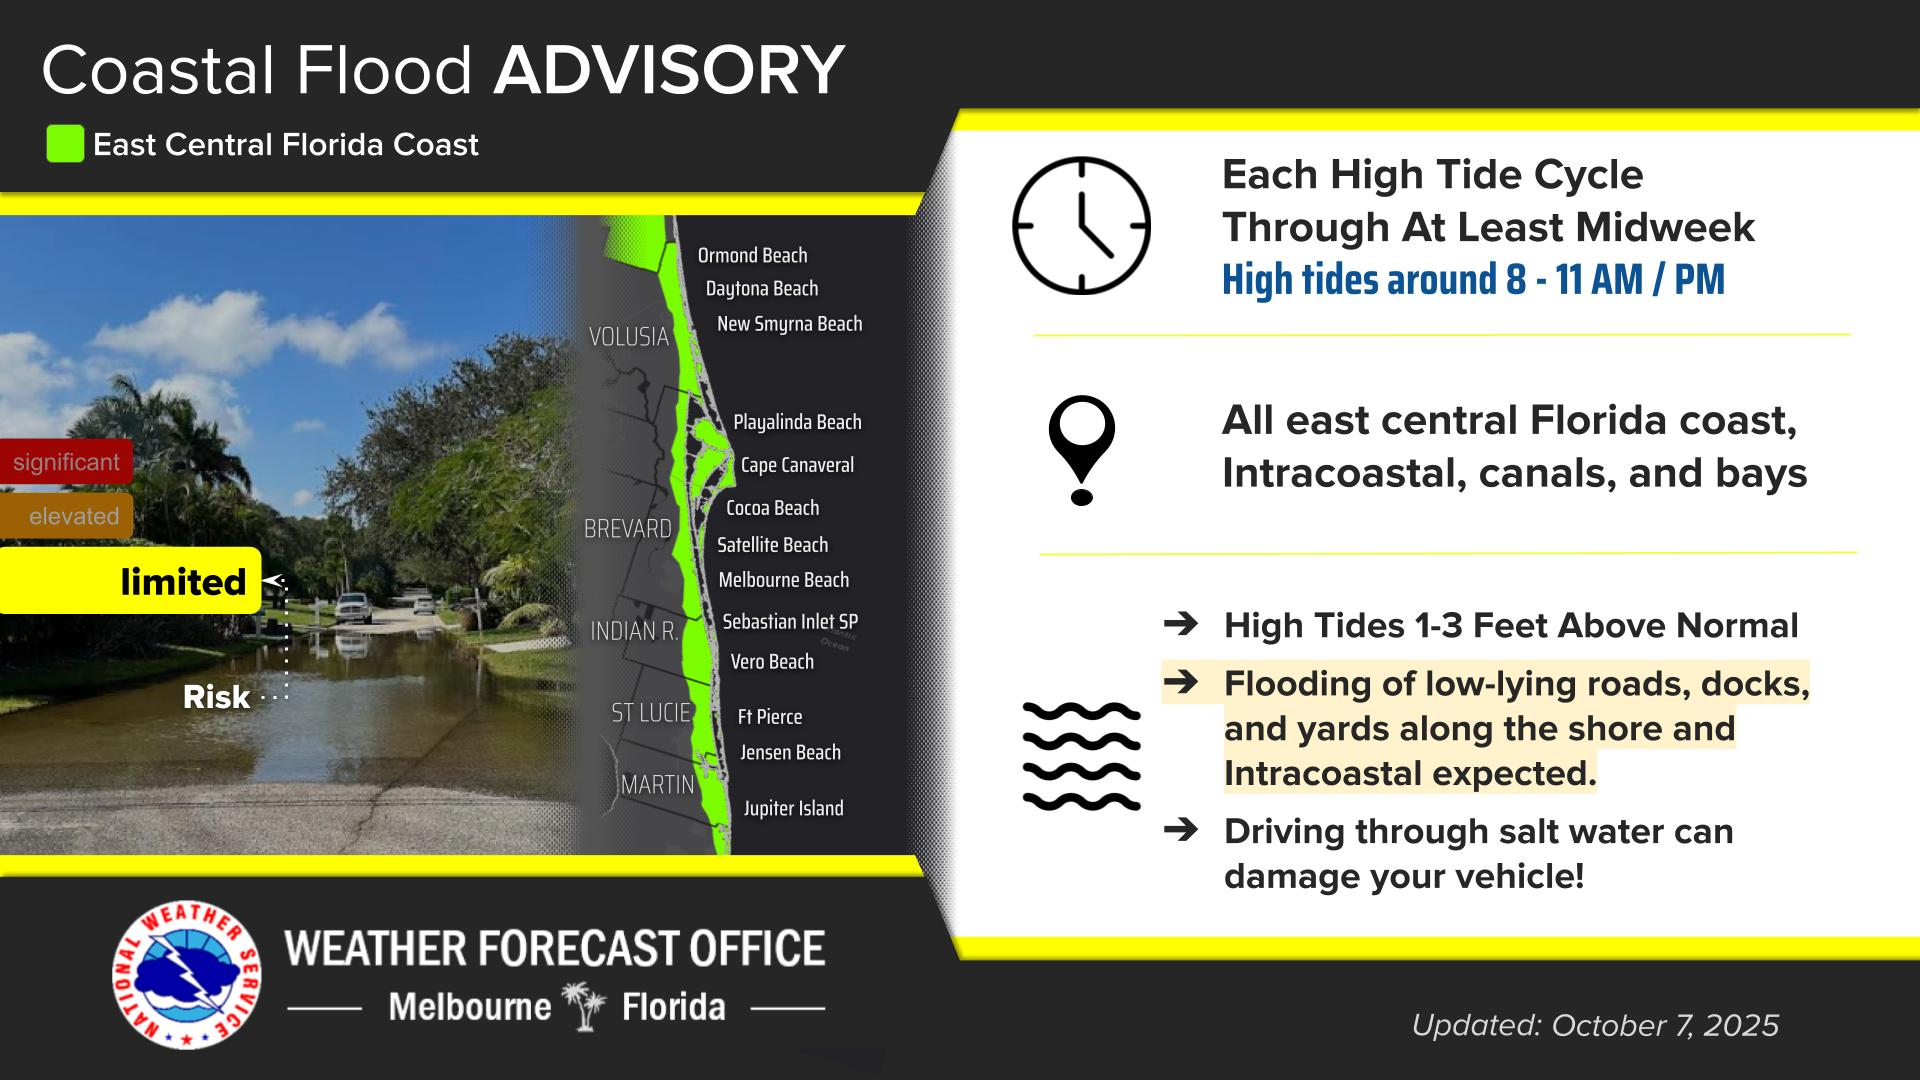 Coastal Flood ADVISORY
East Central Florida Coast
Ormond Beach
Daytona Beach
New Smyrna Beach
VOLUSIA
Playalinda Beach
Cape Canaveral
Cocoa Beach
BREVARD
Satellite Beach
Melbourne Beach
Sebastian Inlet SP
INDIAN R.
Ocean
Vero Beach
ST LUCIE
Ft Pierce
Jensen Beach
MARTIN
Jupiter Island
significant
elevated
limited
Risk
Each High Tide Cycle
Through At Least Midweek
High tides around 8 - 11 AM / PM
All east central Florida coast,
Intracoastal, canals, and bays
➔ High Tides 1-3 Feet Above Normal
➔ Flooding of low-lying roads, docks,
and yards along the shore and
Intracoastal expected.
➔ Driving through salt water can
damage your vehicle!
NATIONAL WEATHER SERVICE
WEATHER FORECAST OFFICE
Melbourne Florida
Updated: October 7, 2025